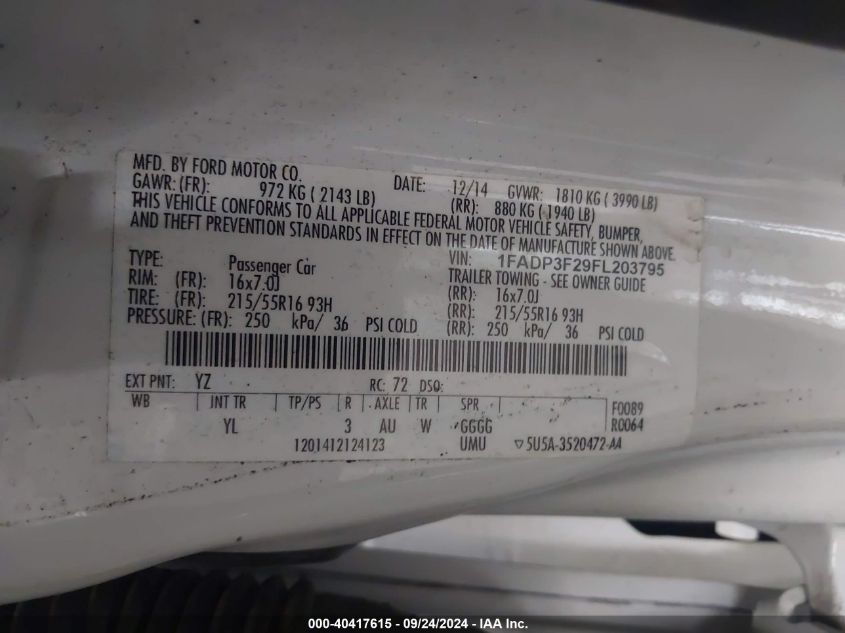 MFD. BY FORD MOTOR CO.
DATE: 12/14 GVWR: 1810 KG ( 3990 LB)
GAWR: (FR): 972 KG ( 2143 LB) (RR): 880 KG ( 1940 LB)
THIS VEHICLE CONFORMS TO ALL APPLICABLE FEDERAL MOTOR VEHICLE SAFETY, BUMPER,
AND THEFT PREVENTION STANDARDS IN EFFECT ON THE DATE OF MANUFACTURE SHOWN ABOVE.
VIN: 1FADP3F29FL203795
TYPE: Passenger Car TRAILER TOWING - SEE OWNER GUIDE
RIM: (FR): 16x7.0J (RR): 16x7.0J
TIRE: (FR): 215/55R16 93H (RR): 215/55R16 93H
PRESSURE: (FR): 250 kPa/ 36 PSI COLD (RR): 250 kPa/ 36 PSI COLD
EXT PNT: YZ RC: 72 DSO:
WB INT TR TP/PS R AXLE TR SPR F0089
YL 3 AU W GGGG R0064
1201412124123 UMU ▽5U5A-3520472-AA
000-40417615 - 09/24/2024 - IAA Inc.